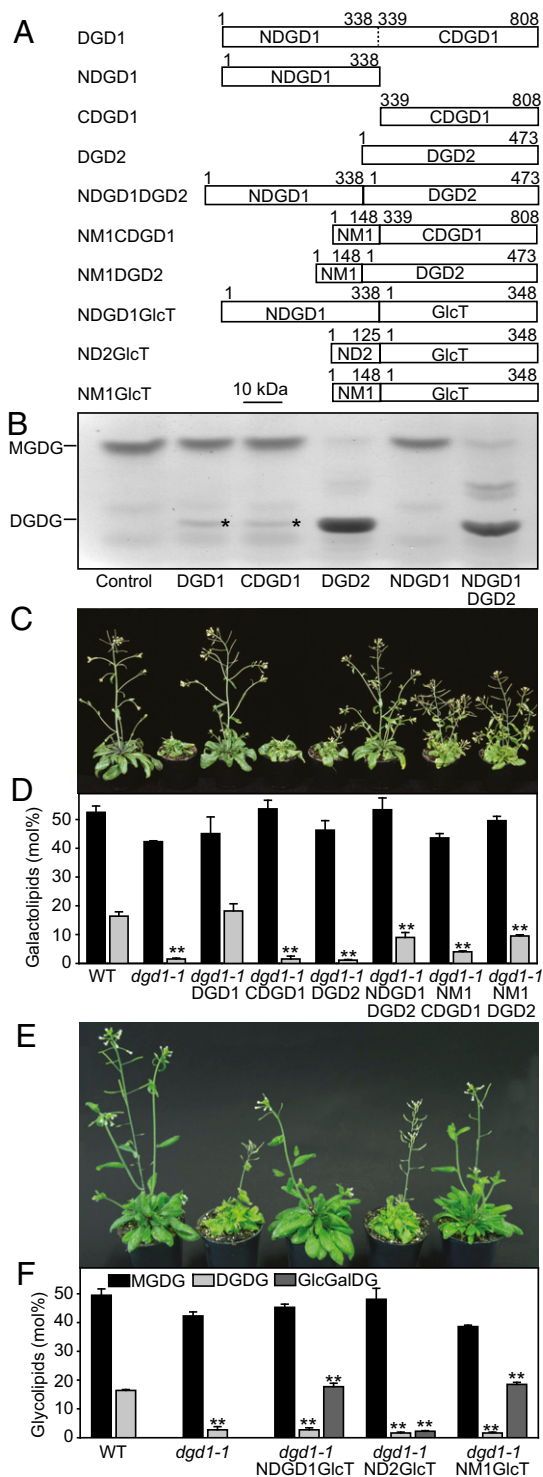 A
1 338 339 808
DGD1 NDGD1 CDGD1
1 338
NDGD1 NDGD1
339 808
CDGD1 CDGD1
1 473
DGD2 DGD2
1 338 1 473
NDGD1DGD2 NDGD1 DGD2
1 148 339 808
NM1CDGD1 NM1 CDGD1
1 148 1 473
NM1DGD2 NM1 DGD2
1 338 1 348
NDGD1GlcT NDGD1 GlcT
1 125 1 348
ND2GlcT ND2 GlcT
1 148 1 348
NM1GlcT NM1 GlcT
10 kDa
B
MGDG
DGDG * *
Control DGD1 CDGD1 DGD2 NDGD1 NDGD1
DGD2
C
D
Galactolipids (mol%)
50
40
30
20
10
0
** ** ** ** ** **
WT dgd1-1 dgd1-1 dgd1-1 dgd1-1 dgd1-1 dgd1-1 dgd1-1
DGD1 CDGD1 DGD2 NDGD1 NM1 NM1
DGD2 CDGD1 DGD2
E
F
MGDG DGDG GlcGalDG
Glycolipids (mol%)
50
40
30
20
10
0
** ** ** ** ** ** **
WT dgd1-1 dgd1-1 dgd1-1 dgd1-1
NDGD1GlcT ND2GlcT NM1GlcT